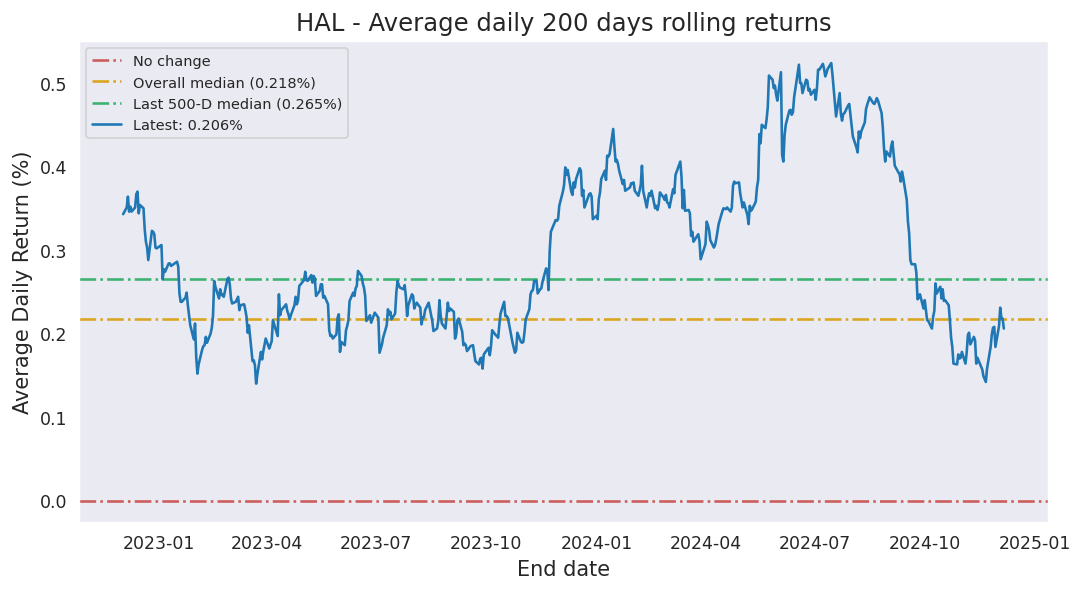 HAL - Average daily 200 days rolling returns
No change
Overall median (0.218%)
Last 500-D median (0.265%)
Latest: 0.206%
Average Daily Return (%)
0.5
0.4
0.3
0.2
0.1
0.0
2023-01 2023-04 2023-07 2023-10 2024-01 2024-04 2024-07 2024-10 2025-01
End date